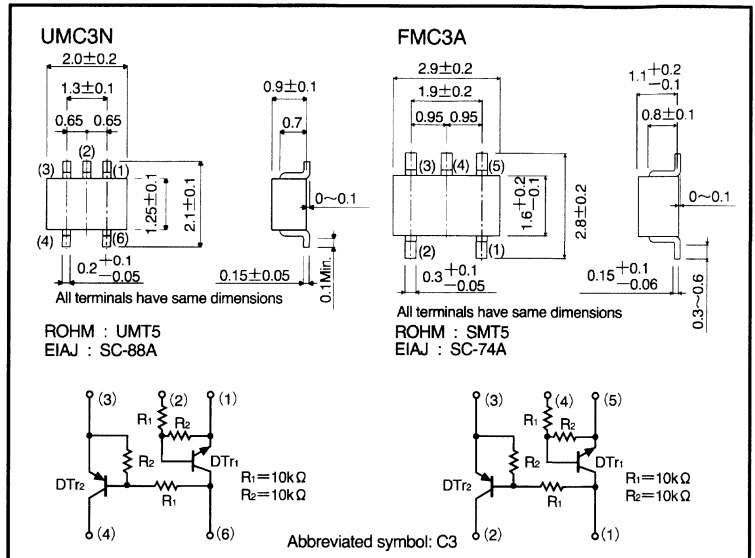 UMC3N
2.0±0.2
1.3±0.1
0.65 0.65
(2)
(3) (1)
(4) (6)
1.25±0.1
2.1±0.1
0.2 +0.1 −0.05
0.9±0.1
0.7
0~0.1
0.15±0.05
0.1Min.
All terminals have same dimensions
ROHM : UMT5
EIAJ : SC-88A
FMC3A
2.9±0.2
1.9±0.2
0.95 0.95
(3) (4) (5)
(2) (1)
1.6 +0.2 −0.1
2.8±0.2
0.3 +0.1 −0.05
1.1 +0.2 −0.1
0.8±0.1
0~0.1
0.15 +0.1 −0.06
0.3~0.6
All terminals have same dimensions
ROHM : SMT5
EIAJ : SC-74A
(3) (2) (1)
R1 R2
R2 DTr1
DTr2 R1
R1=10kΩ
R2=10kΩ
(4) (6)
(3) (4) (5)
R1 R2
R2 DTr1
DTr2 R1
R1=10kΩ
R2=10kΩ
(2) (1)
Abbreviated symbol: C3